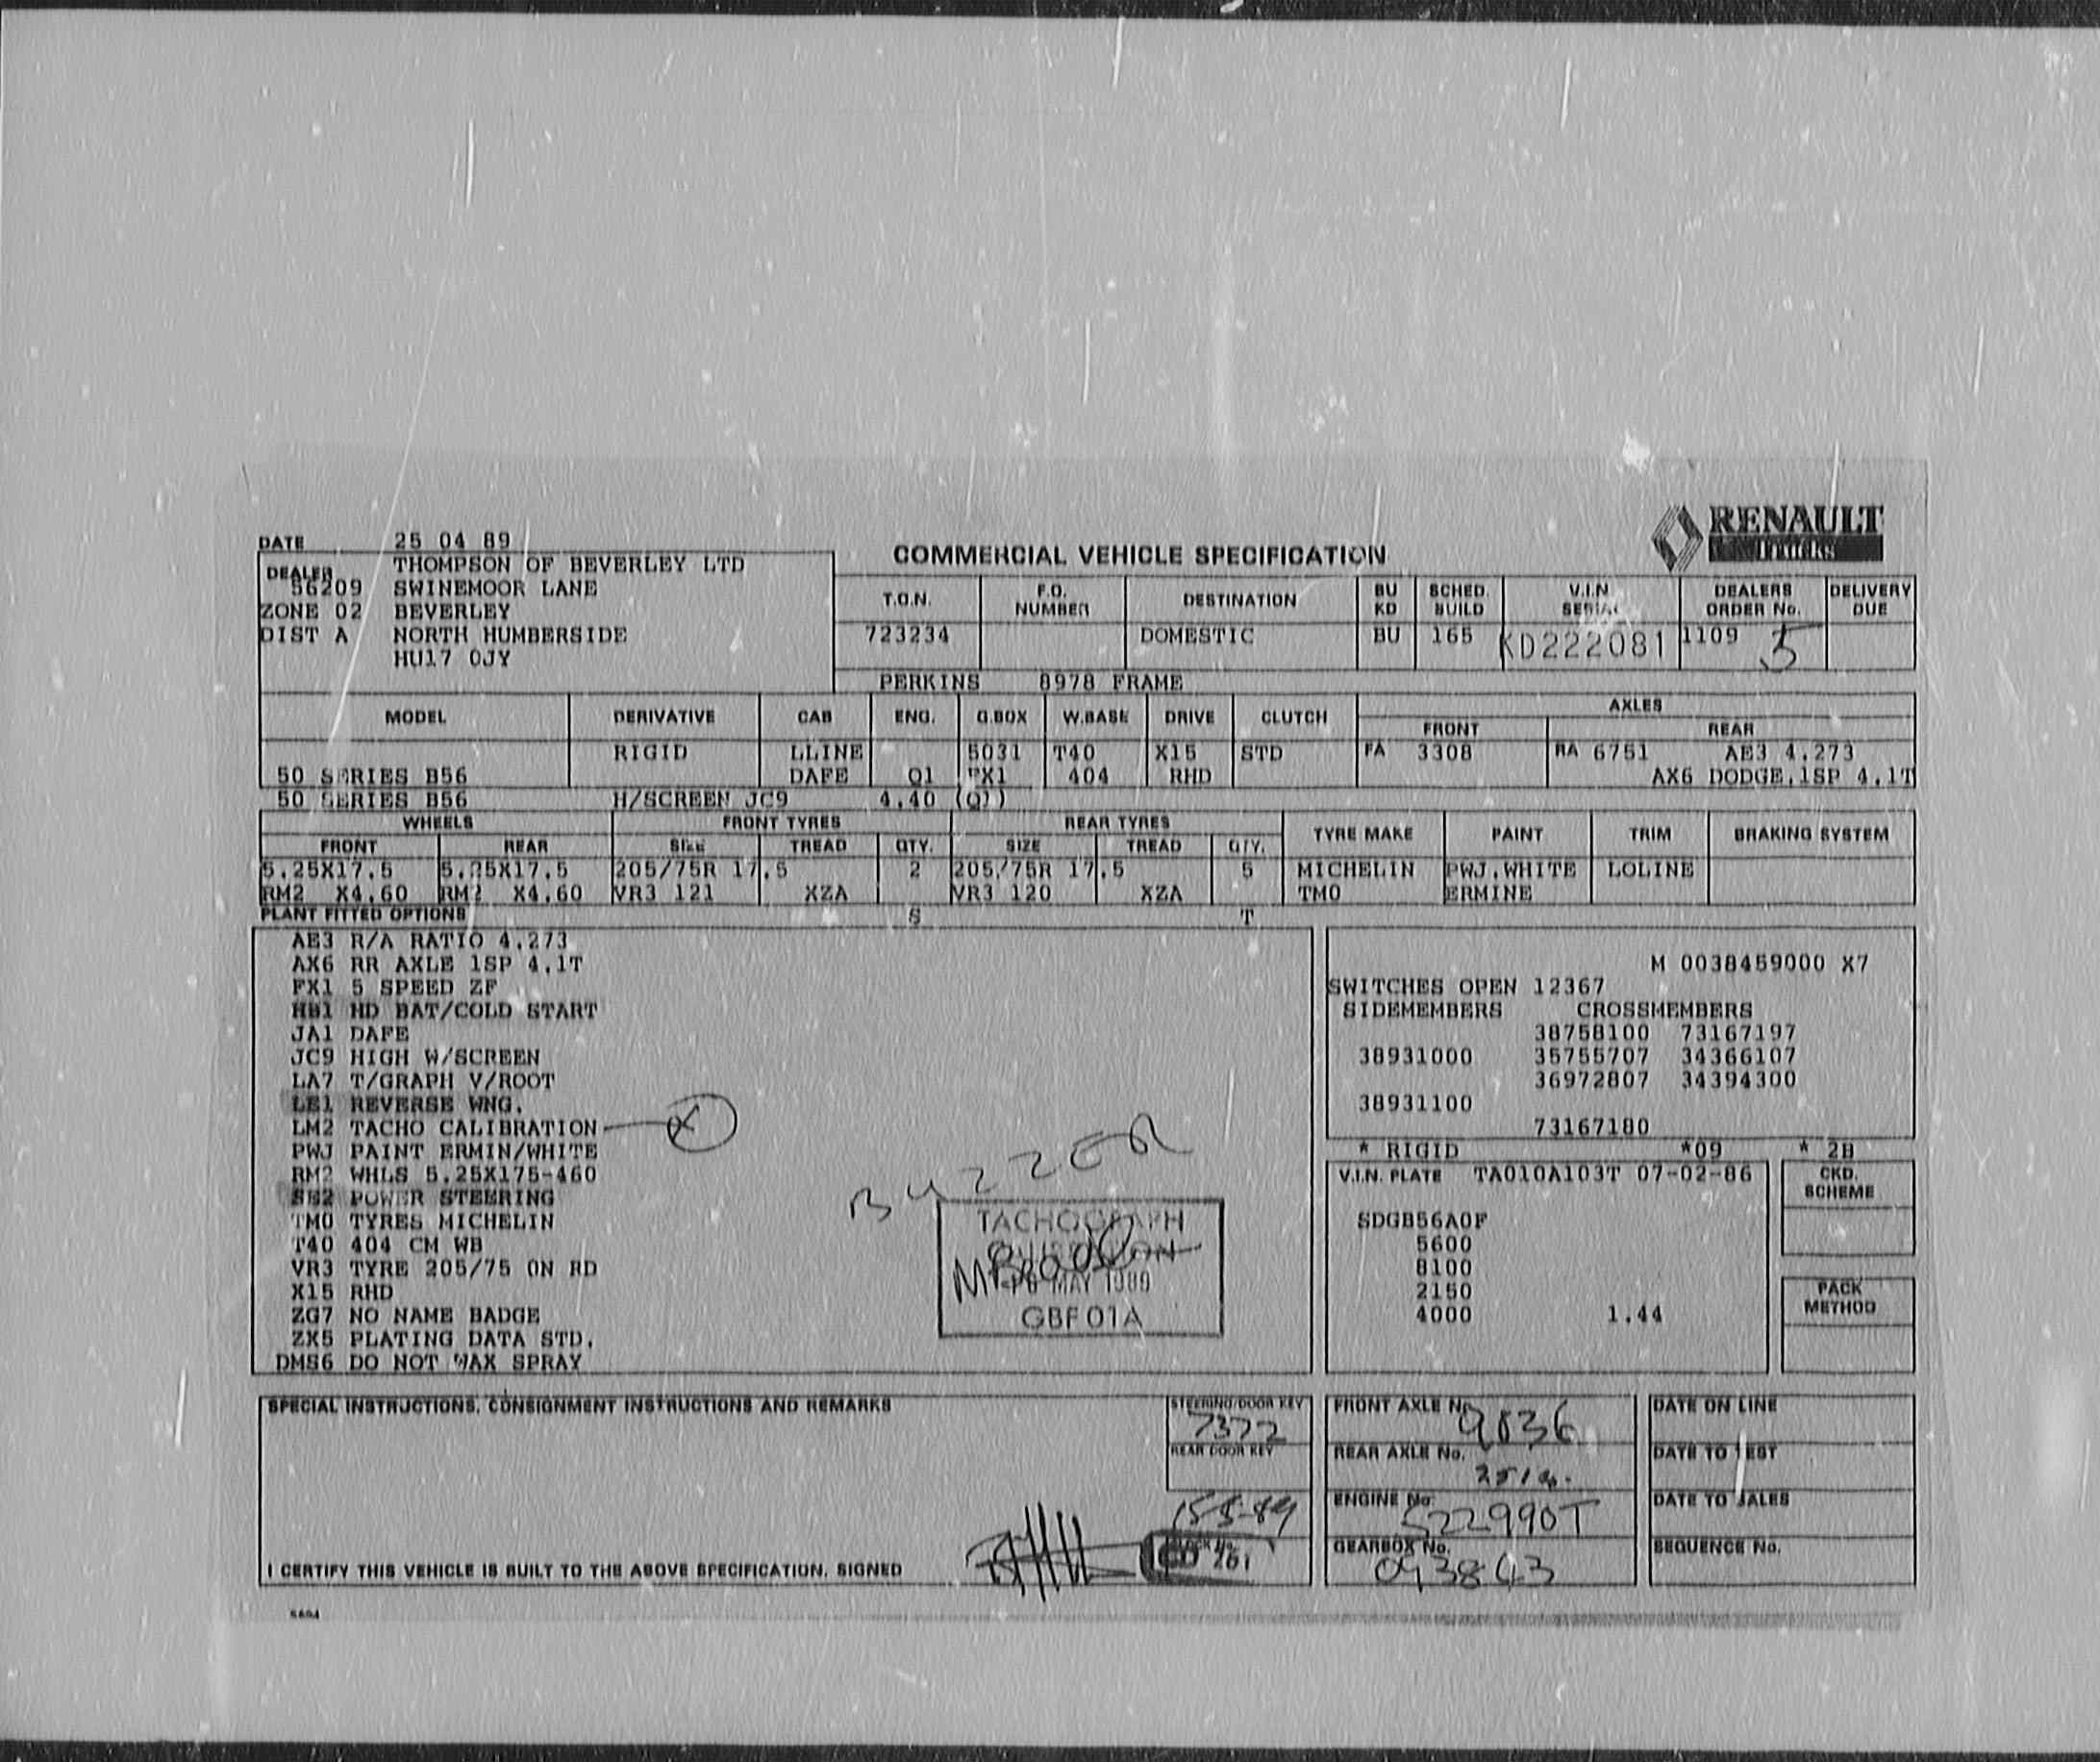 RENAULT
Trucks
COMMERCIAL VEHICLE SPECIFICATION
DATE 25 04 89
DEALER THOMPSON OF BEVERLEY LTD
56209 SWINEMOOR LANE
ZONE 02 BEVERLEY
DIST A NORTH HUMBERSIDE
HU17 0JY
T.O.N. F.O. NUMBER DESTINATION BU KD SCHED. BUILD V.I.N SERIAL DEALERS ORDER No. DELIVERY DUE
723234 DOMESTIC BU 165 KD222081 1109 5
PERKINS 8978 FRAME
MODEL DERIVATIVE CAB ENG. G.BOX W.BASE DRIVE CLUTCH AXLES
FRONT REAR
RIGID LLINE 5031 T40 X15 STD FA 3308 RA 6751 AE3 4.273
50 SERIES B56 DAFE Q1 FX1 404 RHD AX6 DODGE,1SP 4.1T
50 SERIES B56 H/SCREEN JC9 4.40 (Q1)
WHEELS FRONT TYRES REAR TYRES TYRE MAKE PAINT TRIM BRAKING SYSTEM
FRONT REAR SIZE TREAD QTY. SIZE TREAD QTY.
5.25X17.5 5.25X17.5 205/75R 17.5 2 205/75R 17.5 5 MICHELIN PWJ.WHITE LOLINE
RM2 X4.60 RM2 X4.60 VR3 121 XZA VR3 120 XZA TMO ERMINE
PLANT FITTED OPTIONS S T
AE3 R/A RATIO 4.273
AX6 RR AXLE 1SP 4.1T
FX1 5 SPEED ZF
HB1 HD BAT/COLD START
JA1 DAFE
JC9 HIGH W/SCREEN
LA7 T/GRAPH V/ROOT
LE1 REVERSE WNG.
LM2 TACHO CALIBRATION X
PWJ PAINT ERMIN/WHITE
RM2 WHLS 5.25X175-460
SE2 POWER STEERING
TMO TYRES MICHELIN
T40 404 CM WB
VR3 TYRE 205/75 ON RD
X15 RHD
ZG7 NO NAME BADGE
ZX5 PLATING DATA STD.
DMS6 DO NOT WAX SPRAY
BUZZER
TACHOGRAPH
MAY 1989
GBF01A
M 0038459000 X7
SWITCHES OPEN 12367
SIDEMEMBERS CROSSMEMBERS
38758100 73167197
38931000 35755707 34366107
36972807 34394300
38931100
73167180
* RIGID *09 * 2B
V.I.N. PLATE TA010A103T 07-02-86
SDGB56A0F
5600
8100
2150
4000 1.44
CKD. SCHEME
PACK METHOD
SPECIAL INSTRUCTIONS, CONSIGNMENT INSTRUCTIONS AND REMARKS
STEERING/DOOR KEY
7372
REAR DOOR KEY
15-5-89
I CERTIFY THIS VEHICLE IS BUILT TO THE ABOVE SPECIFICATION. SIGNED
FRONT AXLE No. 9836
REAR AXLE No.
ENGINE No. 522990T
GEARBOX No. 093843
DATE ON LINE
DATE TO TEST
DATE TO SALES
SEQUENCE No.